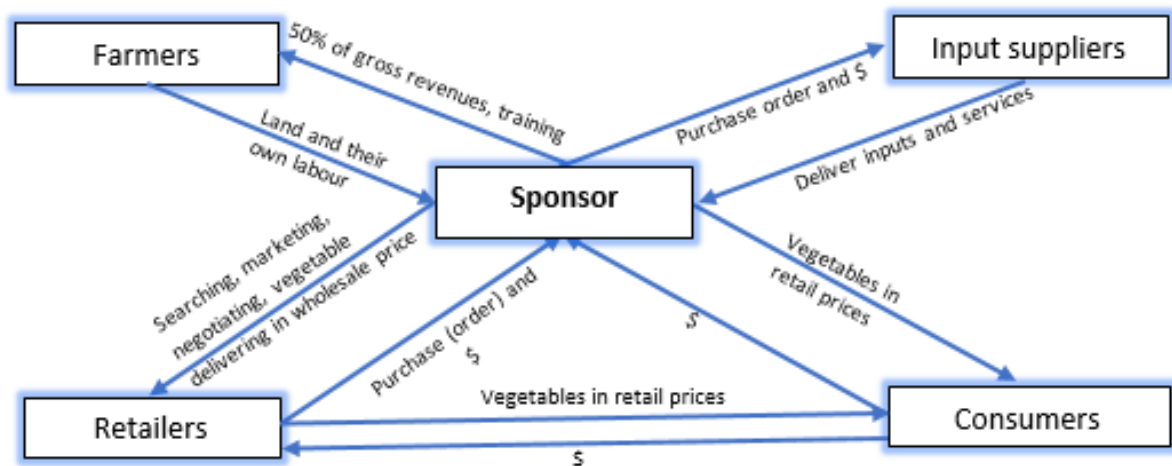 Farmers
50% of gross revenues, training
Purchase order and $
Input suppliers
Land and their
own labour
Deliver inputs and services
Sponsor
Searching, marketing,
negotiating, vegetable
delivering in wholesale price
Purchase (order) and
$
$
Vegetables in
retail prices
Retailers
Vegetables in retail prices
Consumers
$